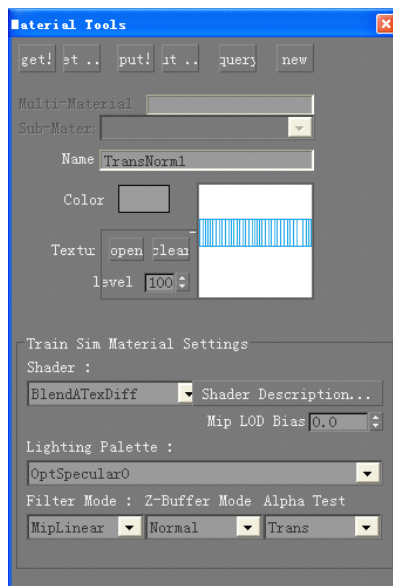 Material Tools
get! et .. put! ut .. query new
Multi-Material
Sub-Mater:
Name TransNorm1
Color
Textu: open clear
level 100
Train Sim Material Settings
Shader :
BlendATexDiff Shader Description...
Mip LOD Bias 0.0
Lighting Palette :
OptSpecular0
Filter Mode : Z-Buffer Mode Alpha Test
MipLinear Normal Trans